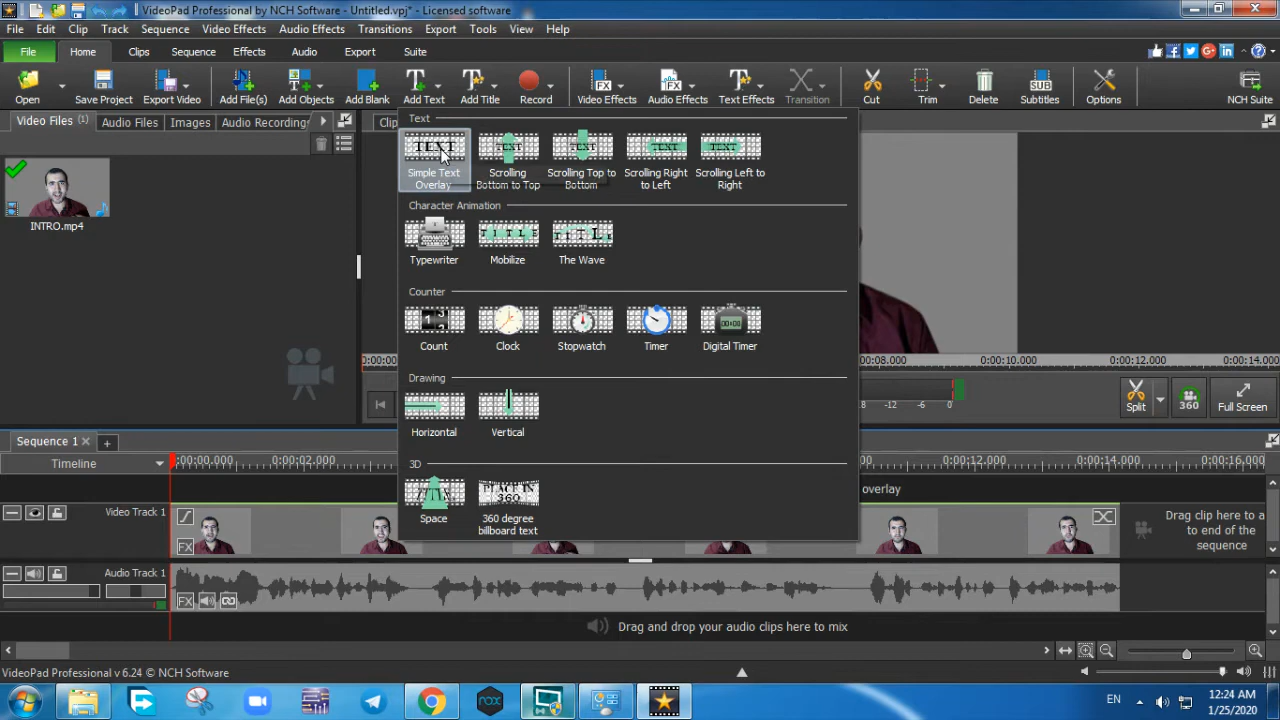 VideoPad Professional by NCH Software - Untitled.vpj* - Licensed software
File Edit Clip Track Sequence Video Effects Audio Effects Transitions Export Tools View Help
File Home Clips Sequence Effects Audio Export Suite
Open Save Project Export Video Add File(s) Add Objects Add Blank Add Text Add Title Record Video Effects Audio Effects Text Effects Transition Cut Trim Delete Subtitles Options NCH Suite
Video Files (1) Audio Files Images Audio Recordings
INTRO.mp4
Text
Simple Text Overlay
Scrolling Bottom to Top
Scrolling Top to Bottom
Scrolling Right to Left
Scrolling Left to Right
Character Animation
Typewriter Mobilize The Wave
Counter
Count Clock Stopwatch Timer Digital Timer
Drawing
Horizontal Vertical
3D
Space
360 degree billboard text
0:00:08.000 0:00:10.000 0:00:12.000 0:00:14.000
-12 -6 0
Split 360 Full Screen
Sequence 1
Timeline
:00:00.000 0:00:02.000 0:00:12.000 0:00:14.000 0:00:16.000
overlay
Video Track 1
FX
Drag clip here to a
to end of the
sequence
Audio Track 1
FX
Drag and drop your audio clips here to mix
VideoPad Professional v 6.24 © NCH Software
EN
12:24 AM
1/25/2020